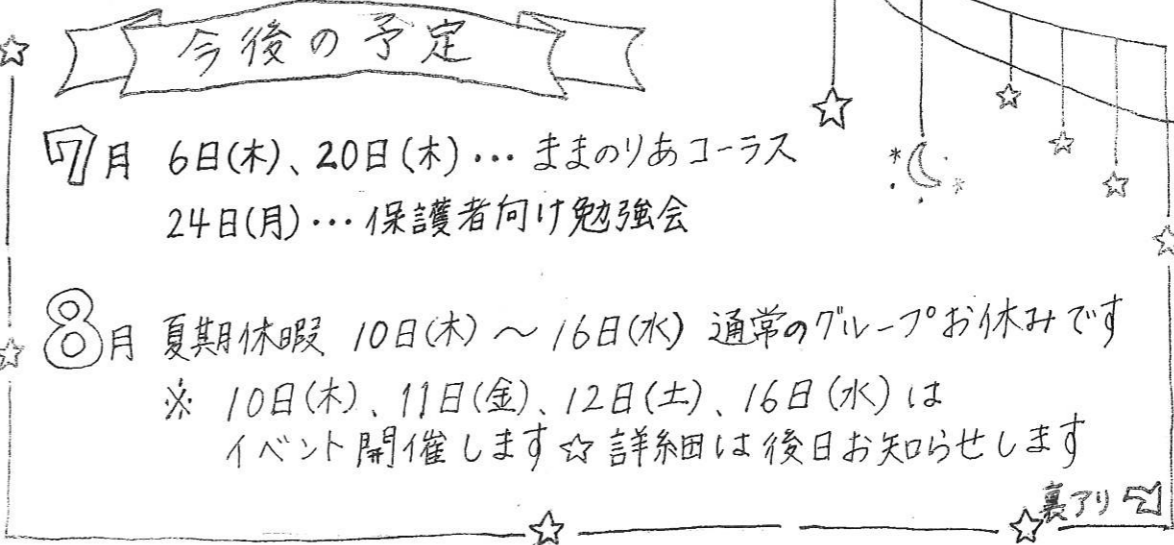 今後の予定
7月 6日(木)、20日(木)…ままのりあコーラス
24日(月)…保護者向け勉強会
8月 夏期休暇 10日(木)～16日(水) 通常のグループお休みです
※ 10日(木)、11日(金)、12日(土)、16日(水)は
イベント開催します☆詳細は後日お知らせします
裏アリ